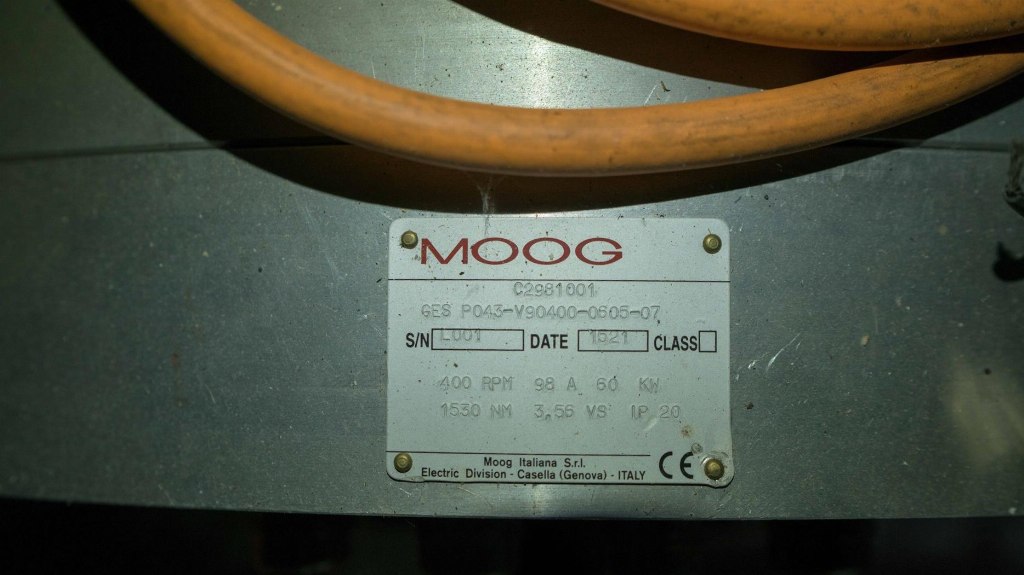 MOOG
C2981001
GES P043-V90400-0605-07
S/N L001 DATE 1521 CLASS
400 RPM 98 A 60 KW
1530 NM 3,56 VS IP 20
Moog Italiana S.r.l.
Electric Division - Casella (Genova) - ITALY CE